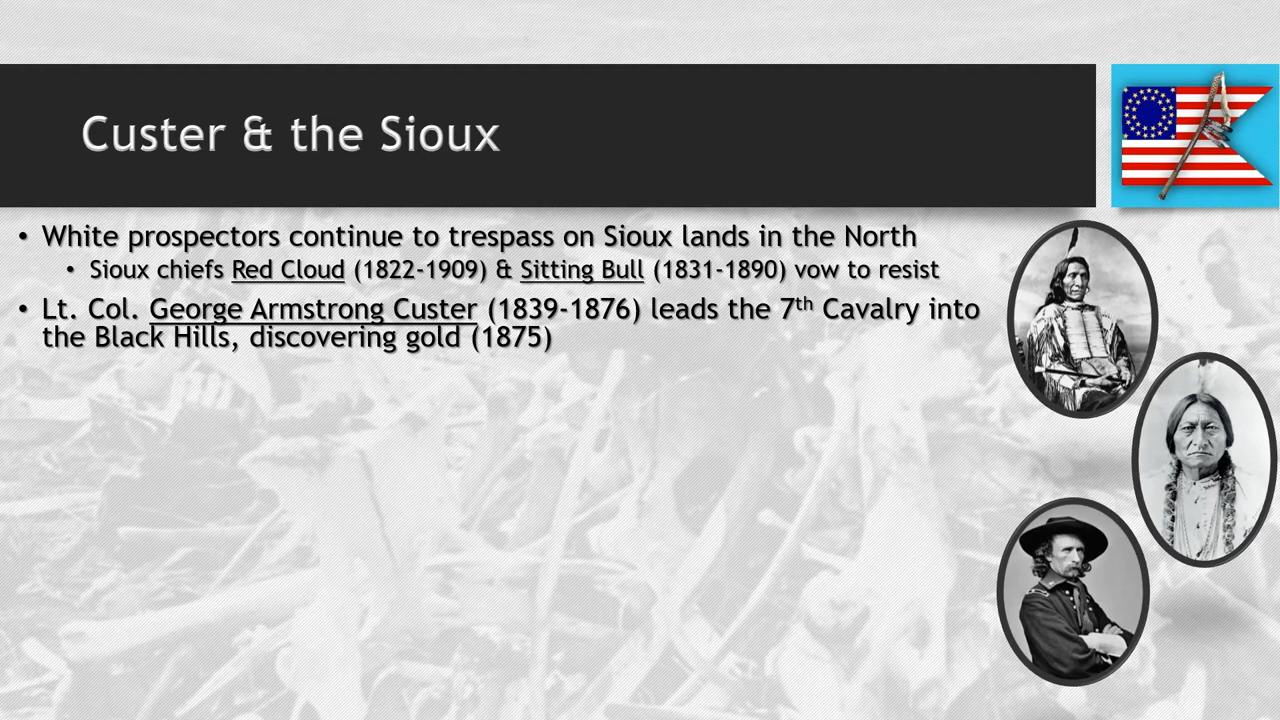 Custer & the Sioux
• White prospectors continue to trespass on Sioux lands in the North
• Sioux chiefs Red Cloud (1822-1909) & Sitting Bull (1831-1890) vow to resist
• Lt. Col. George Armstrong Custer (1839-1876) leads the 7th Cavalry into
the Black Hills, discovering gold (1875)